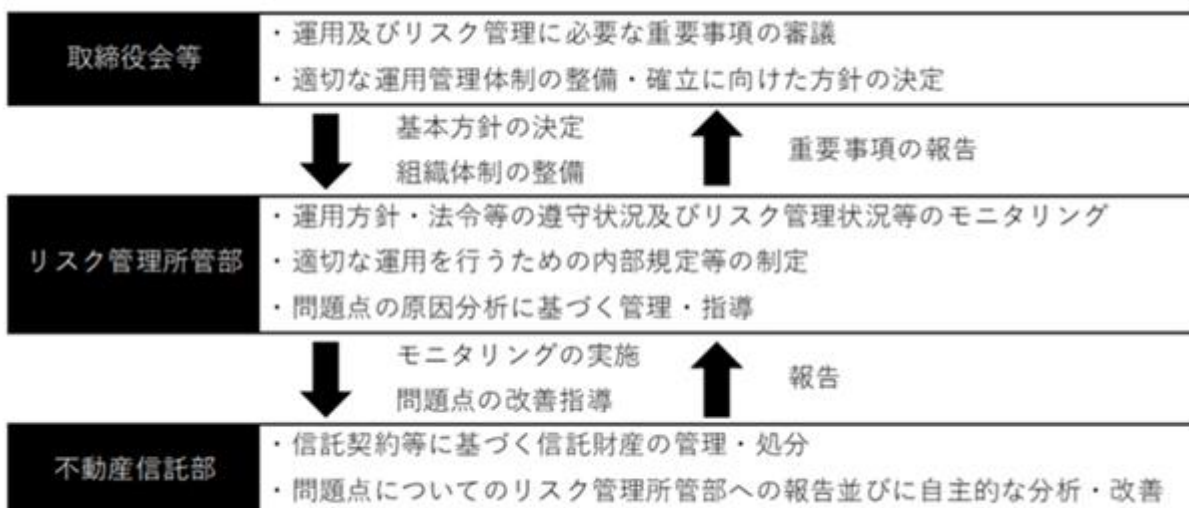 取締役会等
・運用及びリスク管理に必要な重要事項の審議
・適切な運用管理体制の整備・確立に向けた方針の決定
基本方針の決定
組織体制の整備
重要事項の報告
リスク管理所管部
・運用方針・法令等の遵守状況及びリスク管理状況等のモニタリング
・適切な運用を行うための内部規定等の制定
・問題点の原因分析に基づく管理・指導
モニタリングの実施
問題点の改善指導
報告
不動産信託部
・信託契約等に基づく信託財産の管理・処分
・問題点についてのリスク管理所管部への報告並びに自主的な分析・改善